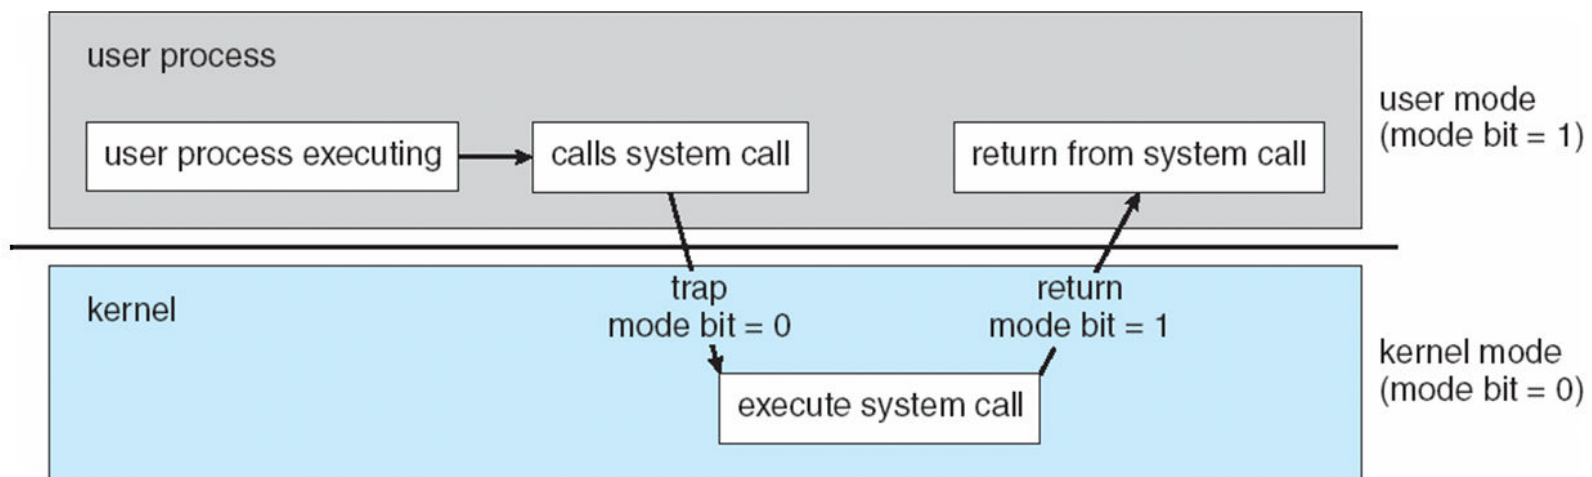 user process
user process executing
calls system call
return from system call
user mode
(mode bit = 1)
kernel
trap
mode bit = 0
return
mode bit = 1
execute system call
kernel mode
(mode bit = 0)